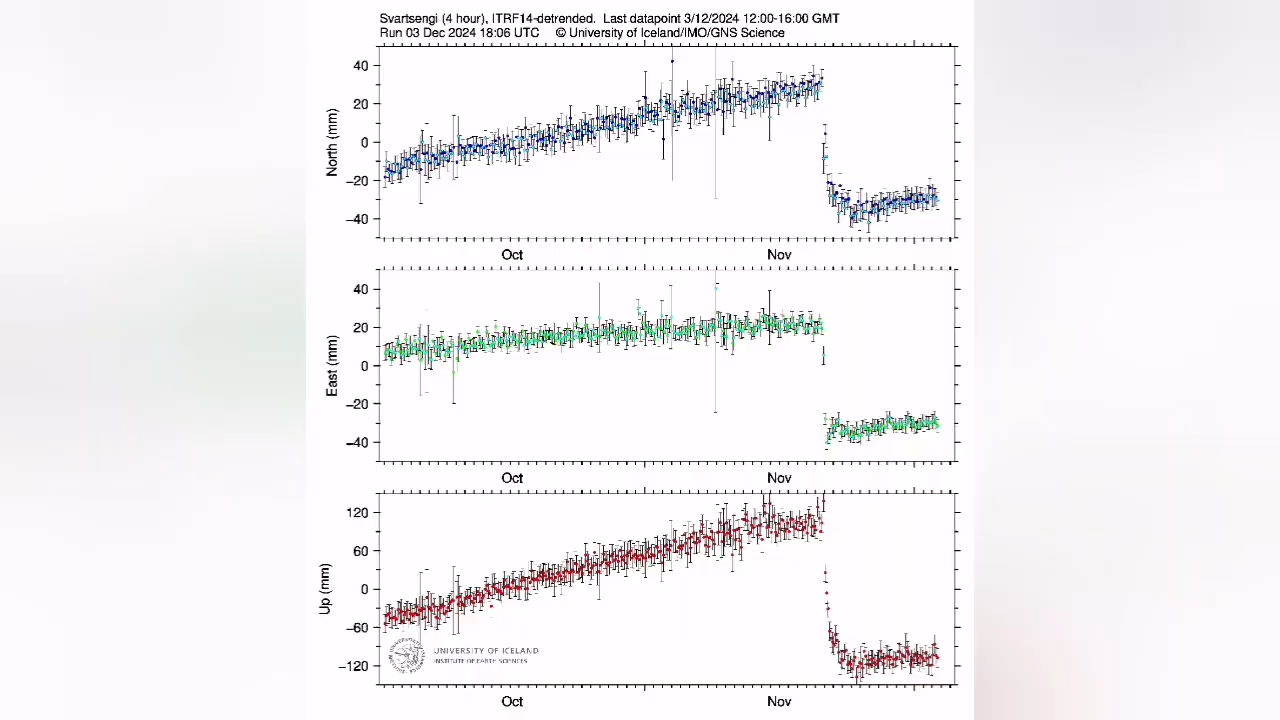 Svartsengi (4 hour), ITRF14-detrended. Last datapoint 3/12/2024 12:00-16:00 GMT
Run 03 Dec 2024 18:06 UTC © University of Iceland/IMO/GNS Science
North (mm)
40
20
0
−20
−40
Oct Nov
East (mm)
40
20
0
−20
−40
Oct Nov
Up (mm)
120
60
0
−60
−120
UNIVERSITY OF ICELAND
INSTITUTE OF EARTH SCIENCES
Oct Nov